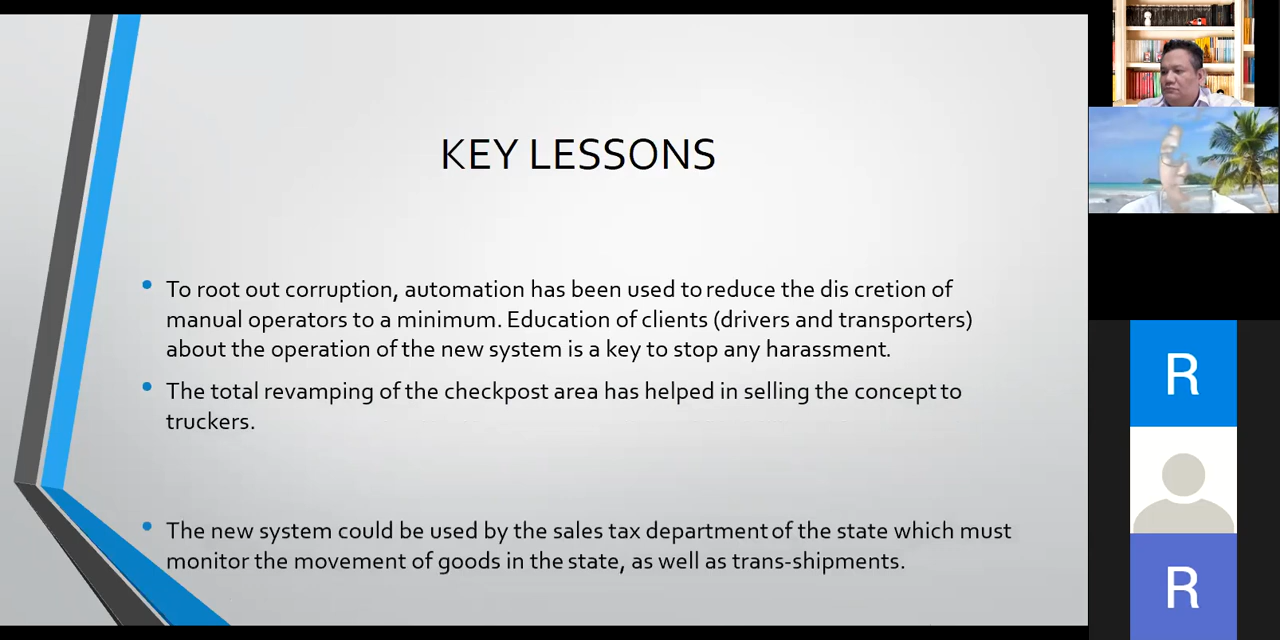 KEY LESSONS
• To root out corruption, automation has been used to reduce the dis cretion of
manual operators to a minimum. Education of clients (drivers and transporters)
about the operation of the new system is a key to stop any harassment.
• The total revamping of the checkpost area has helped in selling the concept to
truckers.
• The new system could be used by the sales tax department of the state which must
monitor the movement of goods in the state, as well as trans-shipments.
R
R